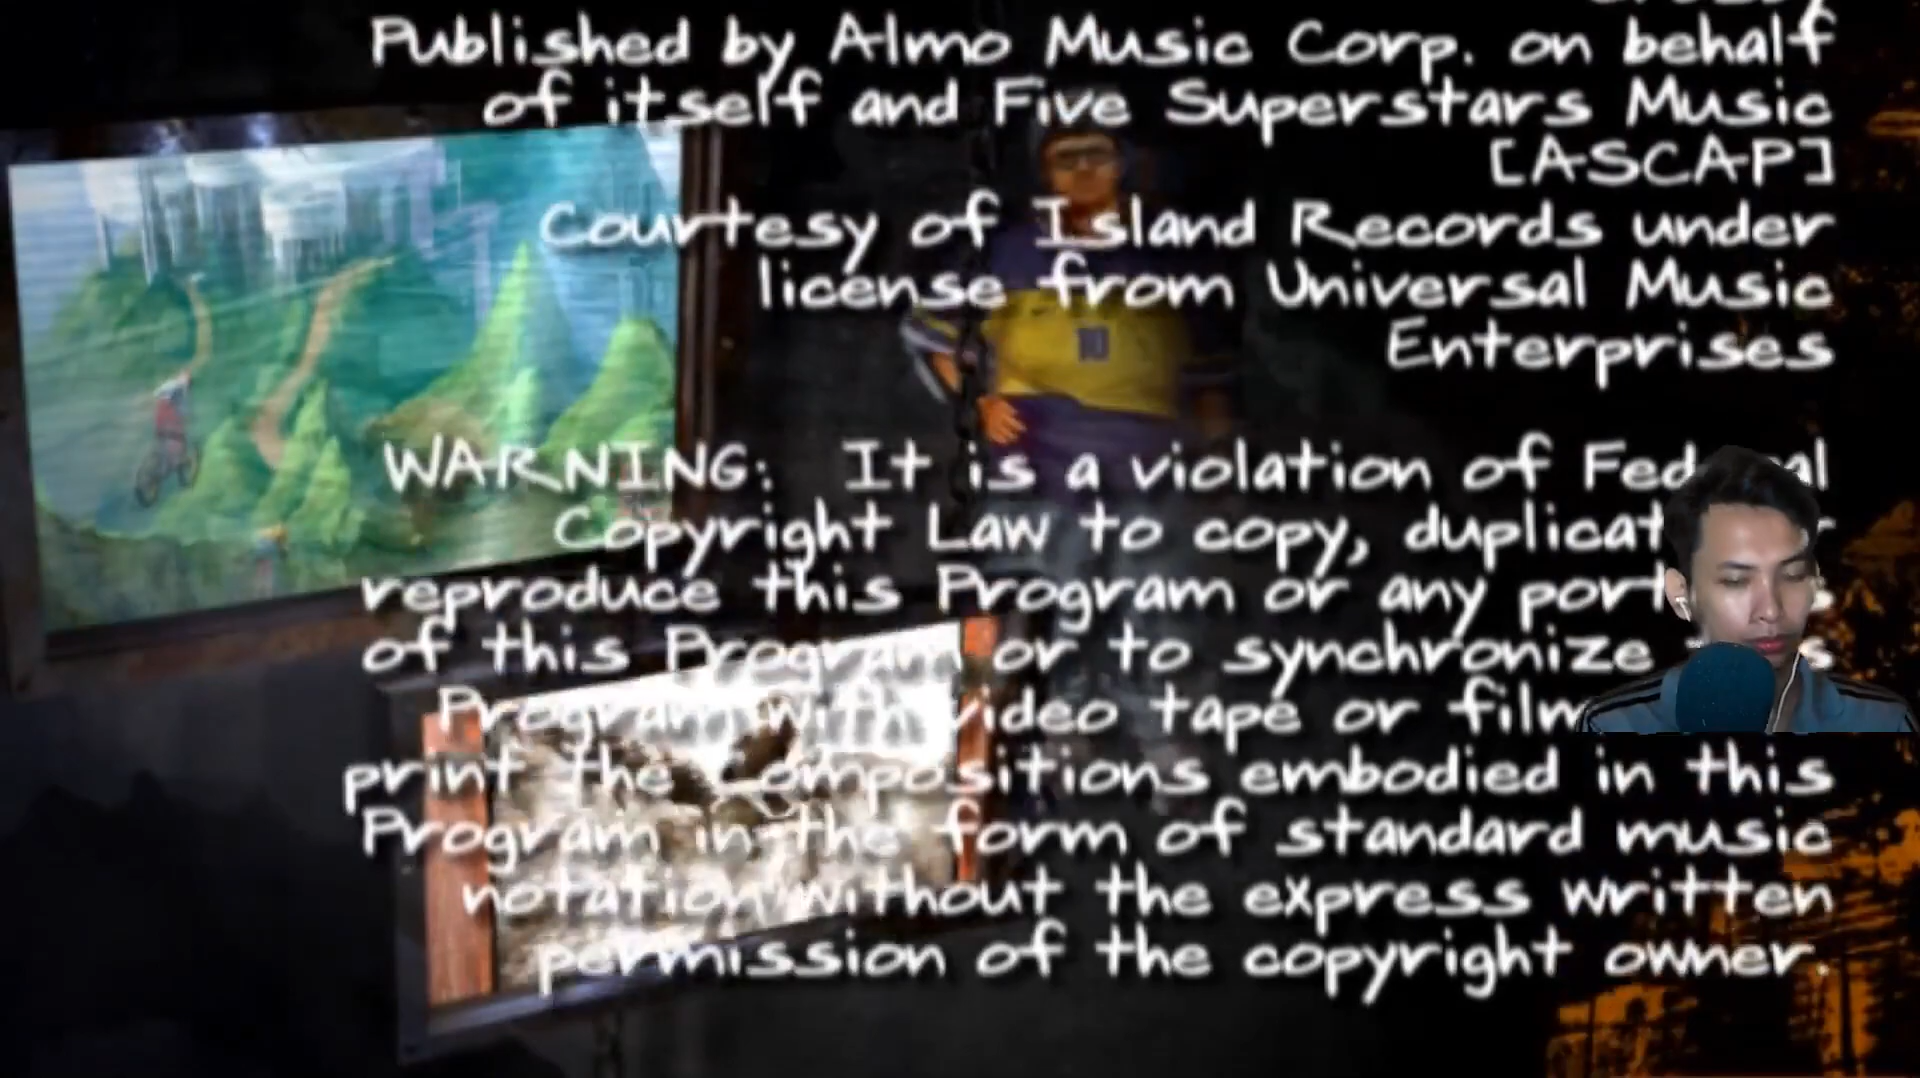 Published by Almo Music Corp. on behalf
of itself and Five Superstars Music
[ASCAP]
Courtesy of Island Records under
license from Universal Music
Enterprises
WARNING: It is a violation of Federal
Copyright Law to copy, duplicat
reproduce this Program or any port
of this Program or to synchronize
Program with video tape or film
print the Compositions embodied in this
Program in the form of standard music
notation without the express written
permission of the copyright owner.
10